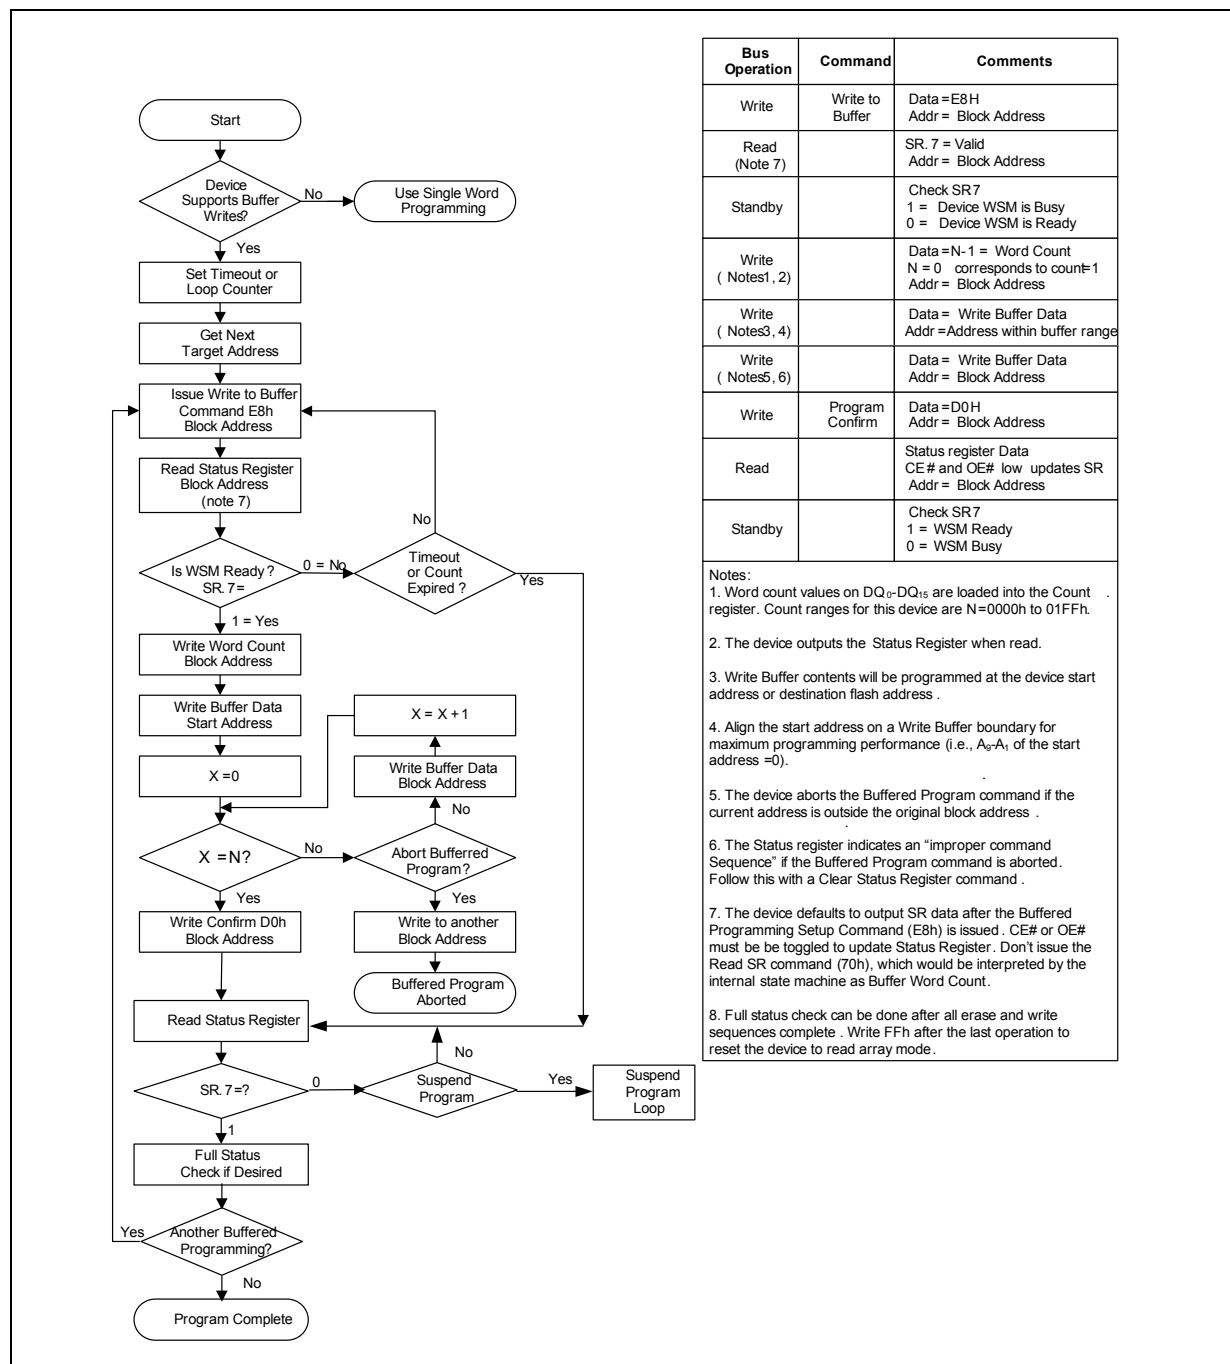 Start
Device
Supports Buffer
Writes?
No
Use Single Word
Programming
Yes
Set Timeout or
Loop Counter
Get Next
Target Address
Issue Write to Buffer
Command E8h
Block Address
Read Status Register
Block Address
(note 7)
No
Is WSM Ready?
SR. 7 =
0 = No
Timeout
or Count
Expired ?
Yes
1 = Yes
Write Word Count
Block Address
Write Buffer Data
Start Address
X = X + 1
X =0
Write Buffer Data
Block Address
No
X =N?
No
Abort Bufferred
Program?
Yes
Yes
Write Confirm D0h
Block Address
Write to another
Block Address
Buffered Program
Aborted
Read Status Register
No
SR. 7 =?
0
Suspend
Program
Yes
Suspend
Program
Loop
1
Full Status
Check if Desired
Yes
Another Buffered
Programming?
No
Program Complete
Bus
Operation
Command
Comments
Write
Write to
Buffer
Data =E8H
Addr = Block Address
Read
(Note 7)
SR. 7 = Valid
Addr = Block Address
Standby
Check SR7
1 = Device WSM is Busy
0 = Device WSM is Ready
Write
( Notes1, 2)
Data =N-1 = Word Count
N = 0 corresponds to count=1
Addr = Block Address
Write
( Notes3, 4)
Data = Write Buffer Data
Addr =Address within buffer range
Write
( Notes5, 6)
Data = Write Buffer Data
Addr = Block Address
Write
Program
Confirm
Data =D0H
Addr = Block Address
Read
Status register Data
CE# and OE# low updates SR
Addr = Block Address
Standby
Check SR7
1 = WSM Ready
0 = WSM Busy
Notes:
1. Word count values on DQ0-DQ15 are loaded into the Count .
register. Count ranges for this device are N=0000h to 01FFh.
2. The device outputs the Status Register when read.
3. Write Buffer contents will be programmed at the device start
address or destination flash address .
4. Align the start address on a Write Buffer boundary for
maximum programming performance (i.e., A9-A1 of the start
address =0).
5. The device aborts the Buffered Program command if the
current address is outside the original block address .
6. The Status register indicates an “improper command
Sequence” if the Buffered Program command is aborted.
Follow this with a Clear Status Register command .
7. The device defaults to output SR data after the Buffered
Programming Setup Command (E8h) is issued . CE# or OE#
must be be toggled to update Status Register. Don’t issue the
Read SR command (70h), which would be interpreted by the
internal state machine as Buffer Word Count.
8. Full status check can be done after all erase and write
sequences complete . Write FFh after the last operation to
reset the device to read array mode.